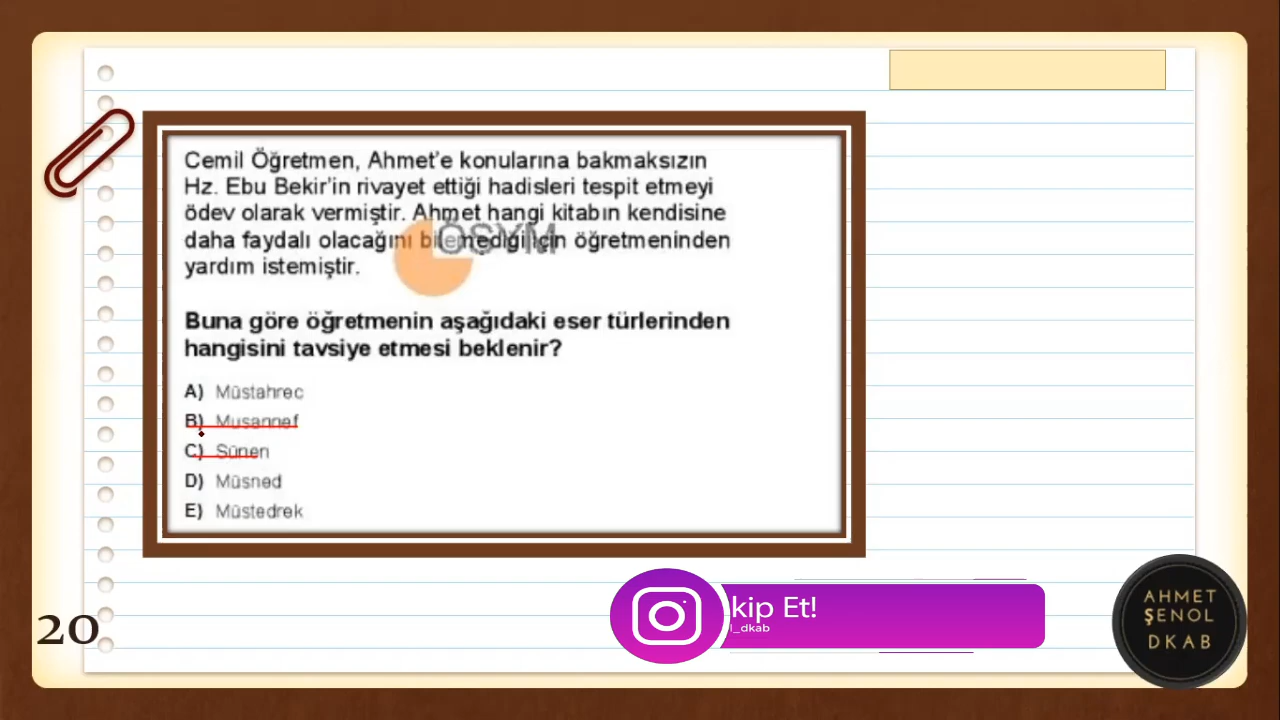 Cemil Öğretmen, Ahmet'e konularına bakmaksızın
Hz. Ebu Bekir'in rivayet ettiği hadisleri tespit etmeyi
ödev olarak vermiştir. Ahmet hangi kitabın kendisine
daha faydalı olacağını bilemediği için öğretmeninden
yardım istemiştir.
ÖSYM
Buna göre öğretmenin aşağıdaki eser türlerinden
hangisini tavsiye etmesi beklenir?
A) Müstahrec
B) Musannef
C) Sünen
D) Müsned
E) Müstedrek
20
kip Et!
l_dkab
AHMET
ŞENOL
DKAB